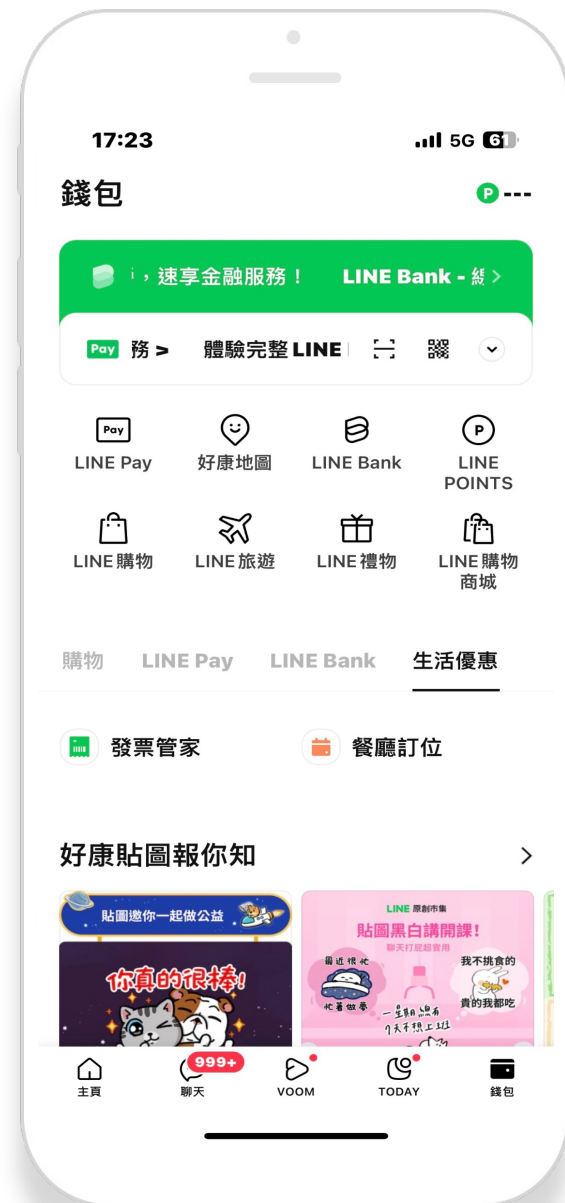 17:23
5G 61
錢包
P ---
，速享金融服務！ LINE Bank -
Pay 務 > 體驗完整 LINE
Pay
P
LINE Pay
好康地圖
LINE Bank
LINE
POINTS
LINE購物
LINE旅遊
LINE禮物
LINE購物
商城
購物
LINE Pay
LINE Bank
生活優惠
發票管家
餐廳訂位
好康貼圖報你知
貼圖邀你一起做公益
你真的很棒!
LINE 原創市集
貼圖黑白講開課!
聊天打屁超實用
最近很忙
忙著做夢
我不挑食的
貴的我都吃
一星期總有
7天不想上班
999+
主頁
聊天
VOOM
TODAY
錢包